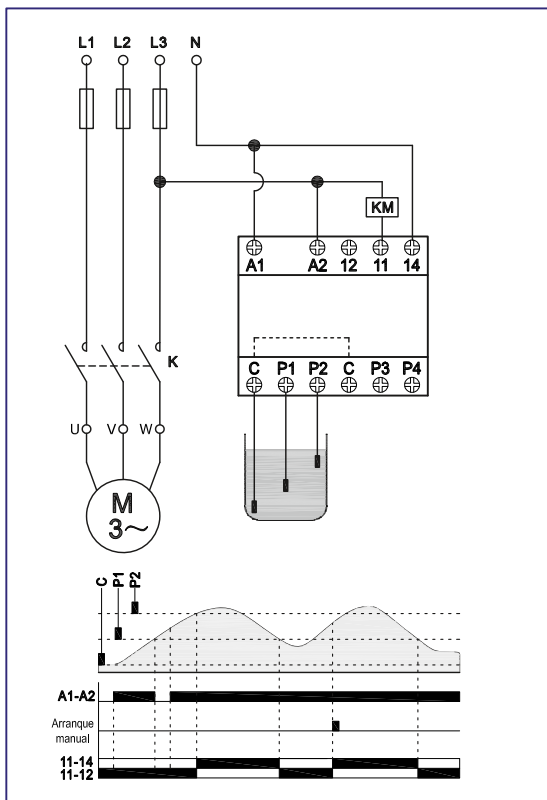 L1 L2 L3 N
KM
A1 A2 12 11 14
K
C P1 P2 C P3 P4
U V W
M
3~
C P1 P2
A1-A2
Arranque
manual
11-14
11-12